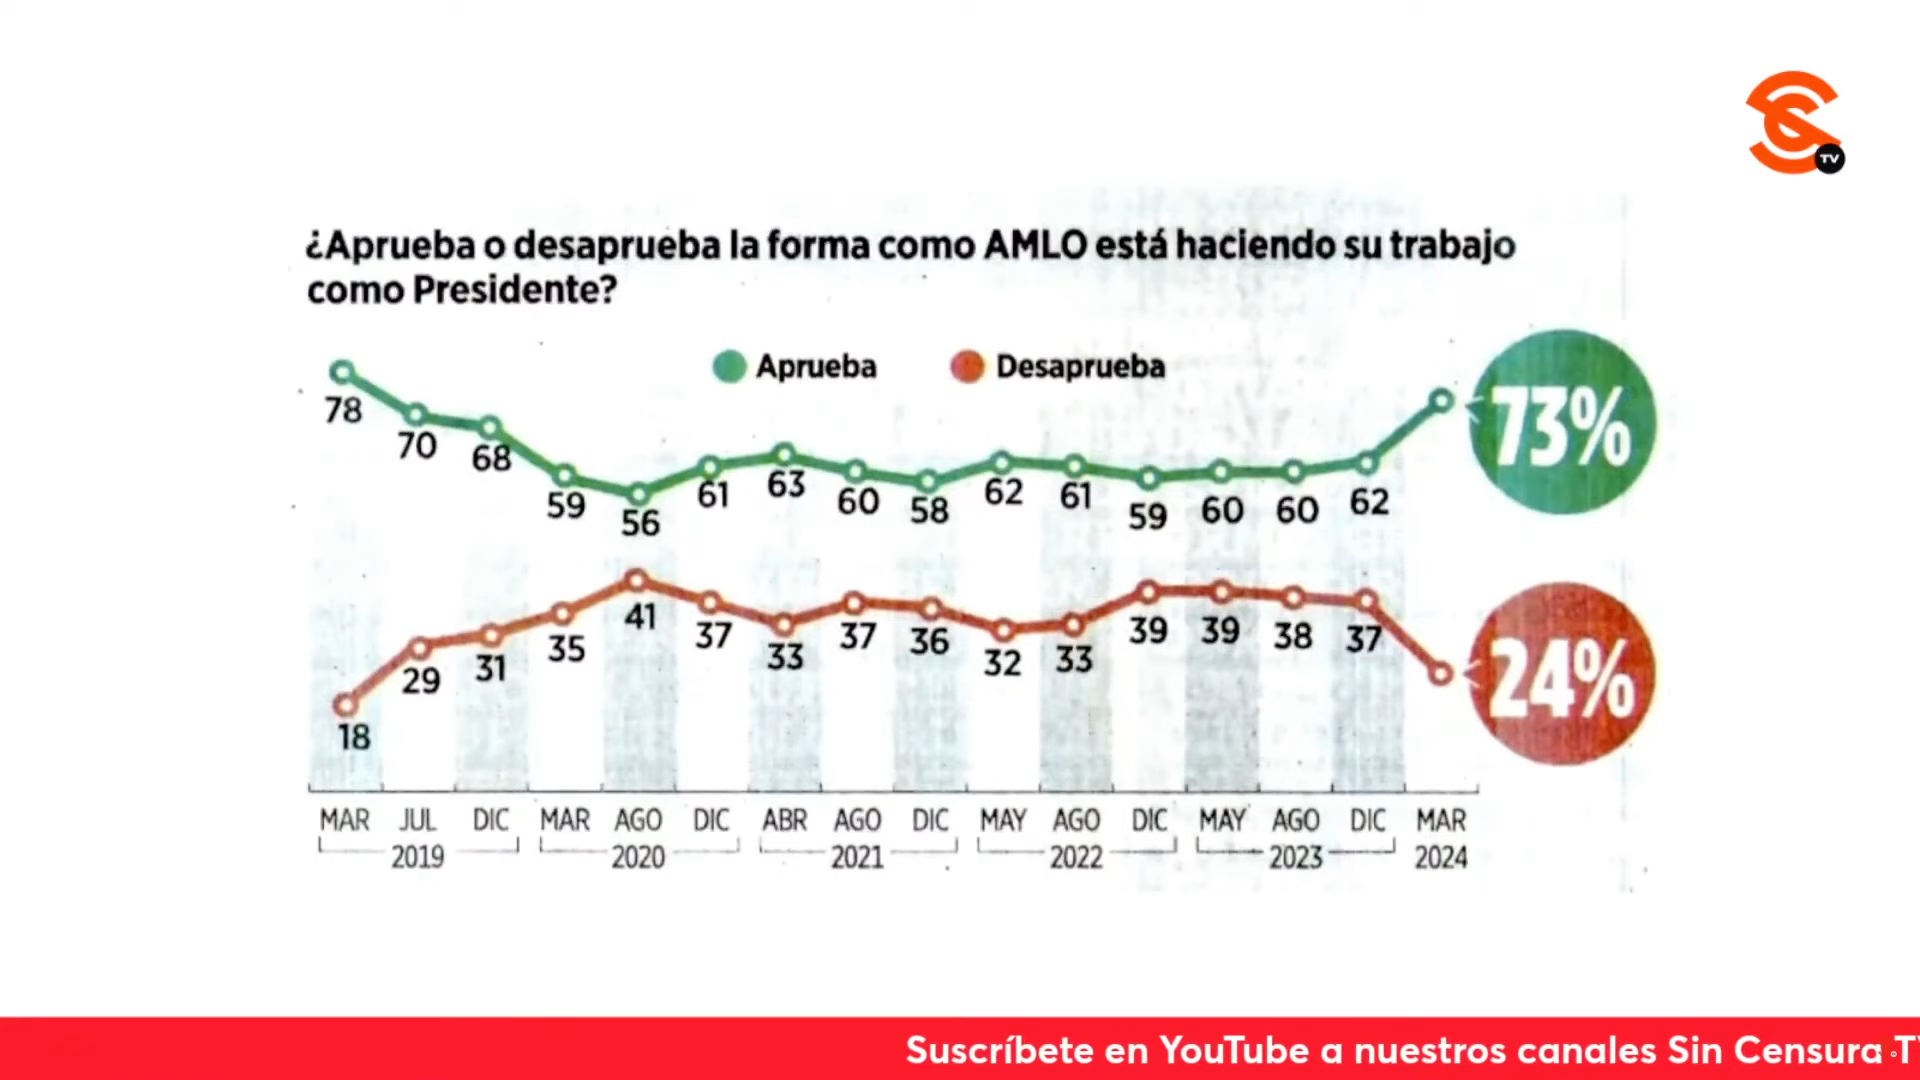 TV
¿Aprueba o desaprueba la forma como AMLO está haciendo su trabajo
como Presidente?
Aprueba Desaprueba
78 70 68 59 56 61 63 60 58 62 61 59 60 60 62 73%
18 29 31 35 41 37 33 37 36 32 33 39 39 38 37 24%
MAR JUL DIC MAR AGO DIC ABR AGO DIC MAY AGO DIC MAY AGO DIC MAR
2019 2020 2021 2022 2023 2024
Suscríbete en YouTube a nuestros canales Sin Censura TV